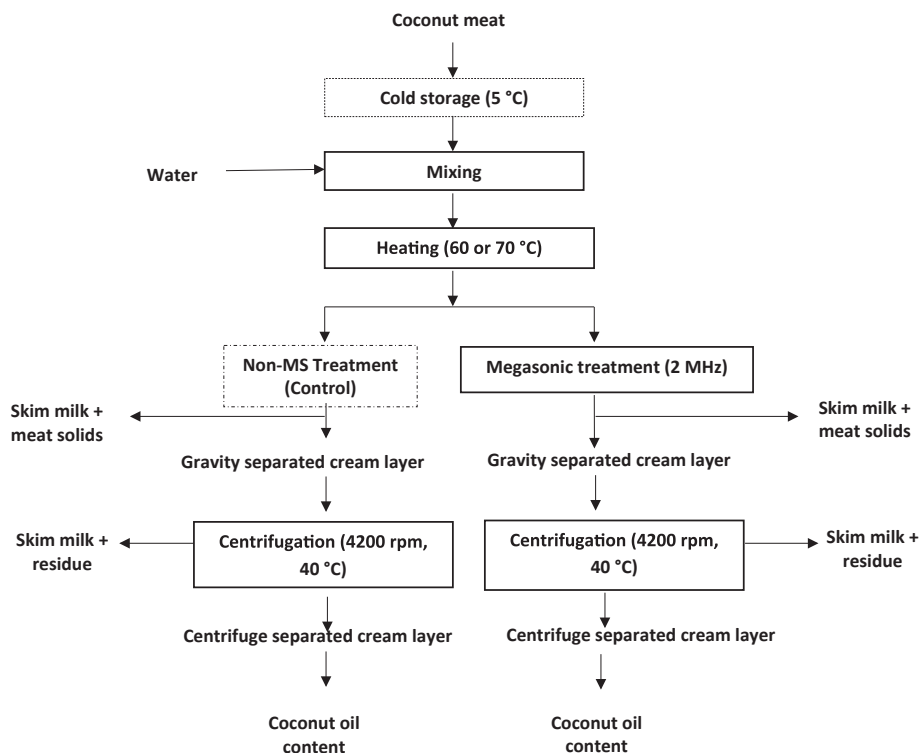 Coconut meat
Cold storage (5 °C)
Water
Mixing
Heating (60 or 70 °C)
Non-MS Treatment
(Control)
Megasonic treatment (2 MHz)
Skim milk +
meat solids
Skim milk +
meat solids
Gravity separated cream layer
Gravity separated cream layer
Skim milk +
residue
Centrifugation (4200 rpm,
40 °C)
Centrifugation (4200 rpm,
40 °C)
Skim milk +
residue
Centrifuge separated cream layer
Centrifuge separated cream layer
Coconut oil
content
Coconut oil
content